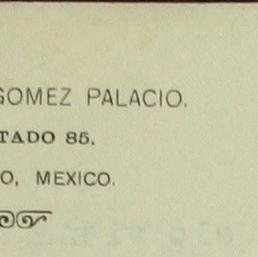 GOMEZ PALACIO.
TADO 85.
O, MEXICO.